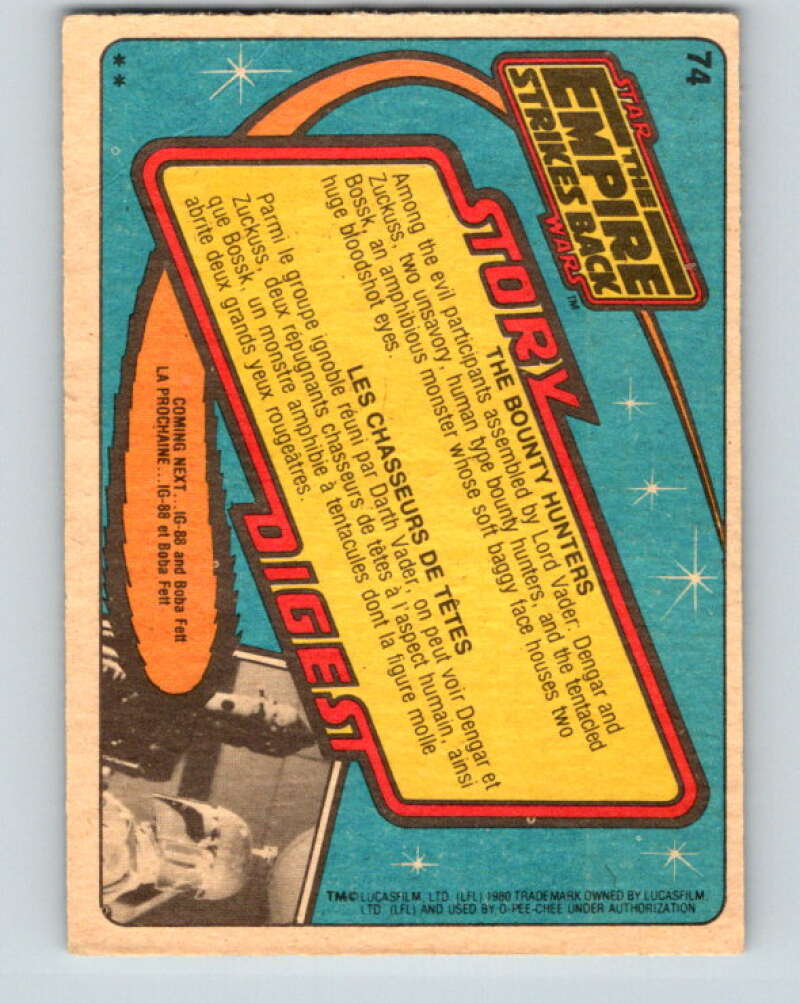 74
STAR
THE
EMPIRE
STRIKES BACK
WARS
TM
STORY
THE BOUNTY HUNTERS
Among the evil participants assembled by Lord Vader: Dengar and
Zuckuss, two unsavory, human type bounty hunters, and the tentacled
Bossk, an amphibious monster whose soft baggy face houses two
huge bloodshot eyes.
LES CHASSEURS DE TÊTES
Parmi le groupe ignoble réuni par Darth Vader, on peut voir Dengar et
Zuckuss, deux répugnants chasseurs de têtes à l'aspect humain, ainsi
que Bossk, un monstre amphibie à tentacules dont la figure molle
abrite deux grands yeux rougeâtres.
DIGEST
COMING NEXT... IG-88 and Boba Fett
LA PROCHAINE... IG-88 et Boba Fett
TM© LUCASFILM, LTD. (LFL) 1980 TRADEMARK OWNED BY LUCASFILM,
LTD. (LFL) AND USED BY O-PEE-CHEE UNDER AUTHORIZATION
**